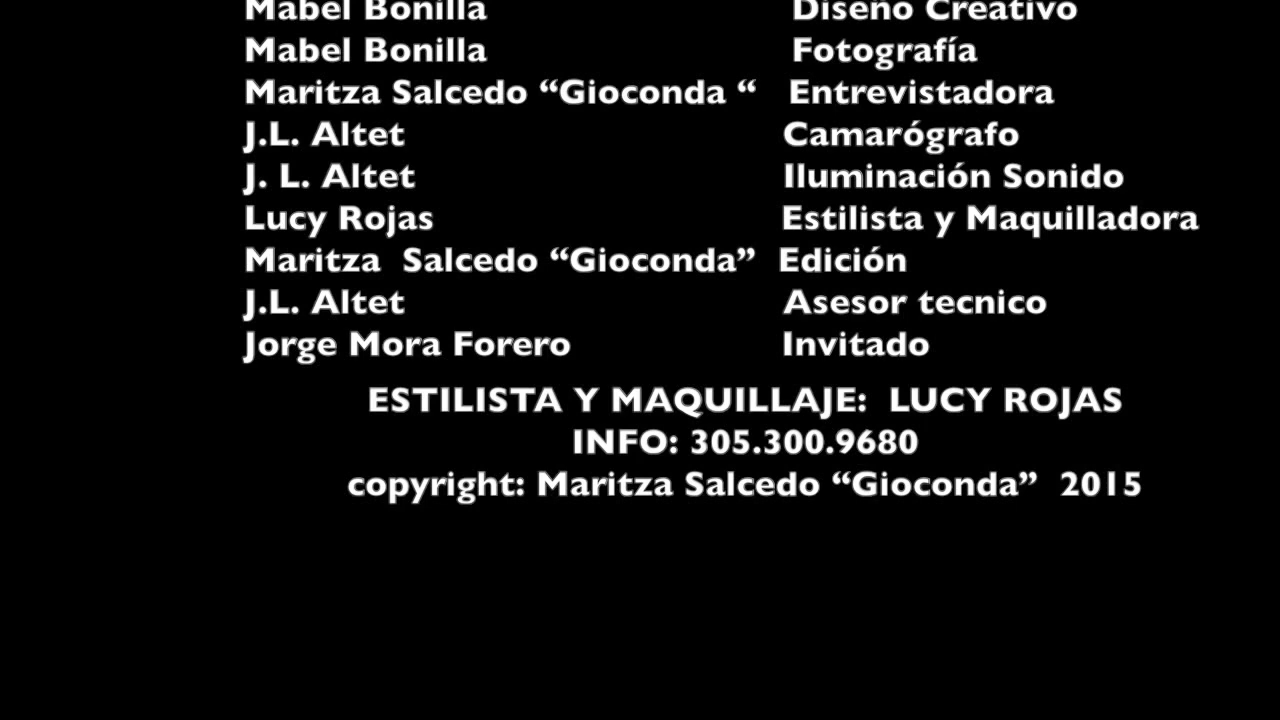 Mabel Bonilla Diseño Creativo
Mabel Bonilla Fotografía
Maritza Salcedo “Gioconda “ Entrevistadora
J.L. Altet Camarógrafo
J. L. Altet Iluminación Sonido
Lucy Rojas Estilista y Maquilladora
Maritza Salcedo “Gioconda” Edición
J.L. Altet Asesor tecnico
Jorge Mora Forero Invitado
ESTILISTA Y MAQUILLAJE: LUCY ROJAS
INFO: 305.300.9680
copyright: Maritza Salcedo “Gioconda” 2015